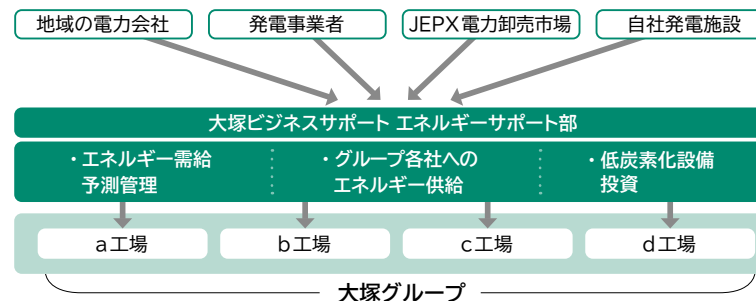 地域の電力会社 発電事業者 JEPX電力卸売市場 自社発電施設
大塚ビジネスサポート エネルギーサポート部
・エネルギー需給 ・グループ各社への ・低炭素化設備
予測管理 エネルギー供給 投資
a工場 b工場 c工場 d工場
大塚グループ